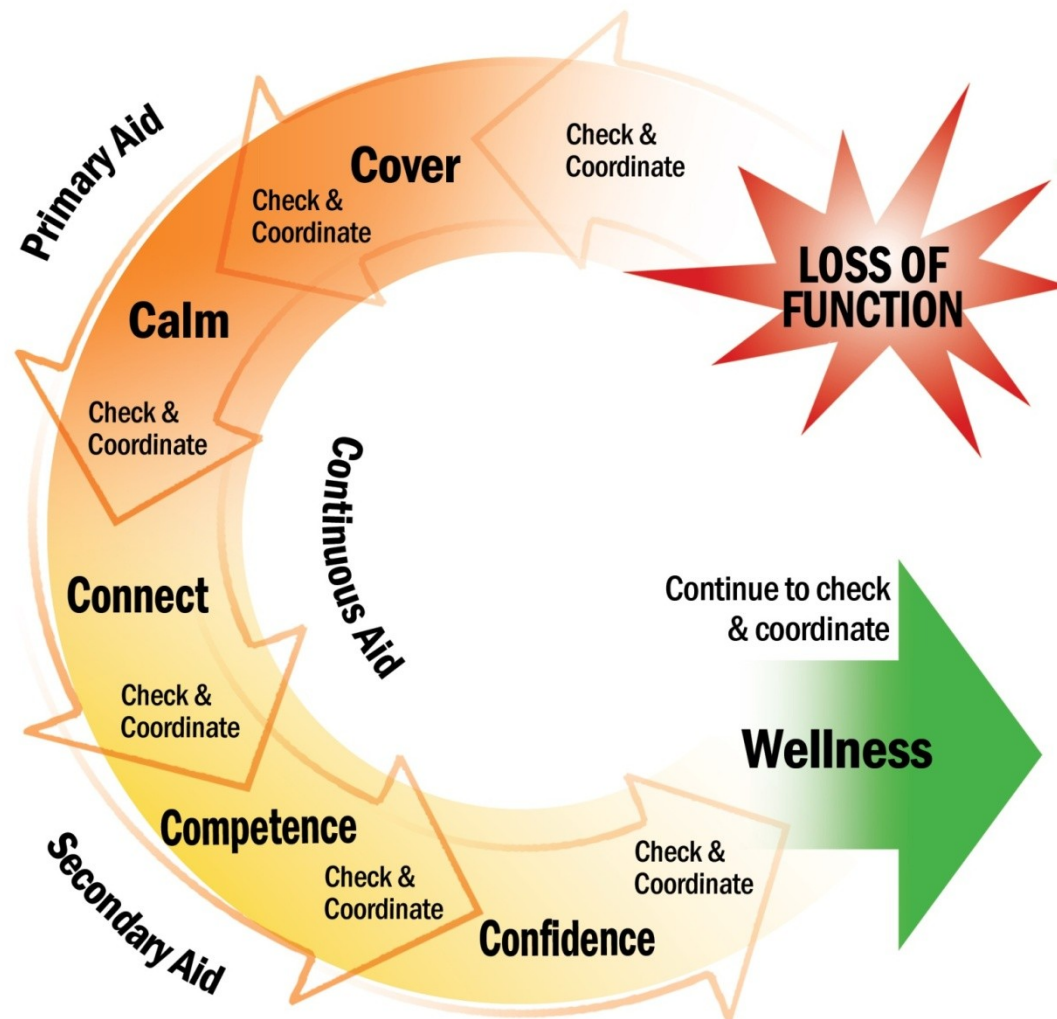 LOSS OF
FUNCTION
Check &
Coordinate
Cover
Check &
Coordinate
Primary Aid
Calm
Check &
Coordinate
Continuous Aid
Connect
Check &
Coordinate
Secondary Aid
Competence
Check &
Coordinate
Confidence
Check &
Coordinate
Continue to check
& coordinate
Wellness